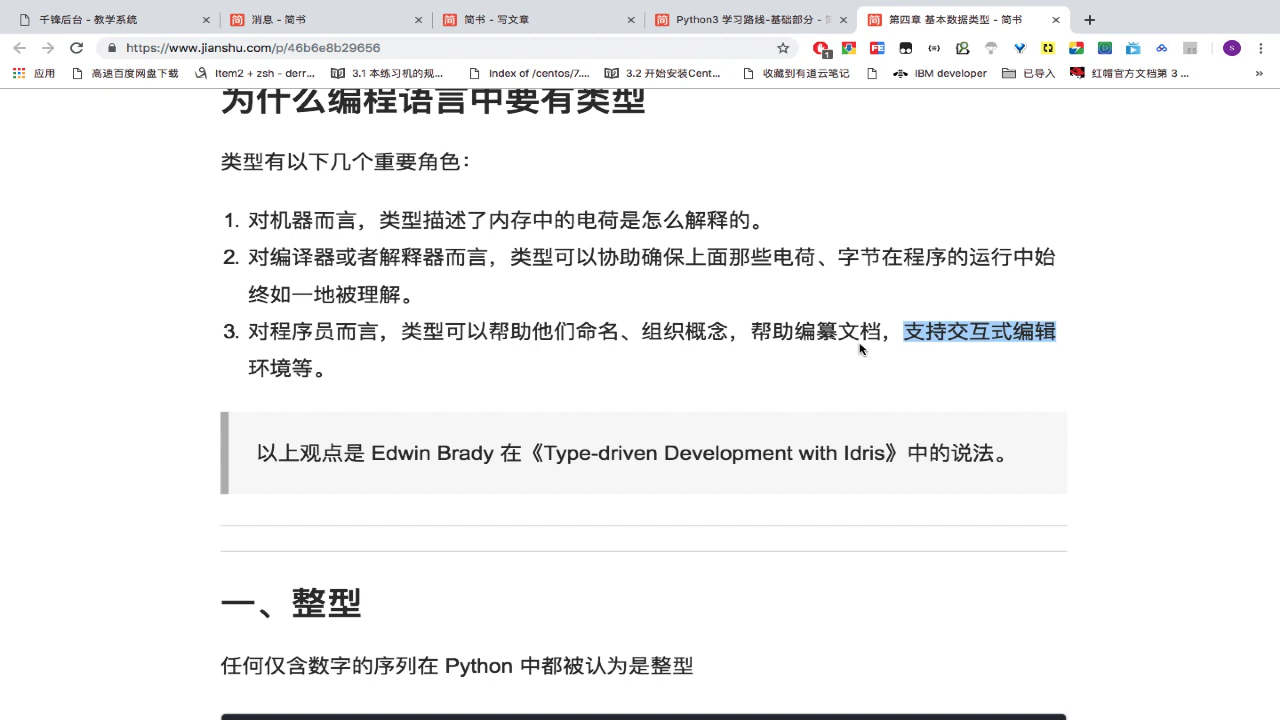 千锋后台 - 教学系统
消息 - 简书
简书 - 写文章
Python3 学习路线-基础部分 -
第四章 基本数据类型 - 简书
https://www.jianshu.com/p/46b6e8b29656
应用
高速百度网盘下载
Item2 + zsh - derr...
3.1 本练习机的规...
Index of /centos/7....
3.2 开始安装Cent...
收藏到有道云笔记
IBM developer
已导入
红帽官方文档第 3 ...
为什么编程语言中要有类型
类型有以下几个重要角色：
1. 对机器而言，类型描述了内存中的电荷是怎么解释的。
2. 对编译器或者解释器而言，类型可以协助确保上面那些电荷、字节在程序的运行中始
终如一地被理解。
3. 对程序员而言，类型可以帮助他们命名、组织概念，帮助编纂文档，支持交互式编辑
环境等。
以上观点是 Edwin Brady 在《Type-driven Development with Idris》中的说法。
一、整型
任何仅含数字的序列在 Python 中都被认为是整型